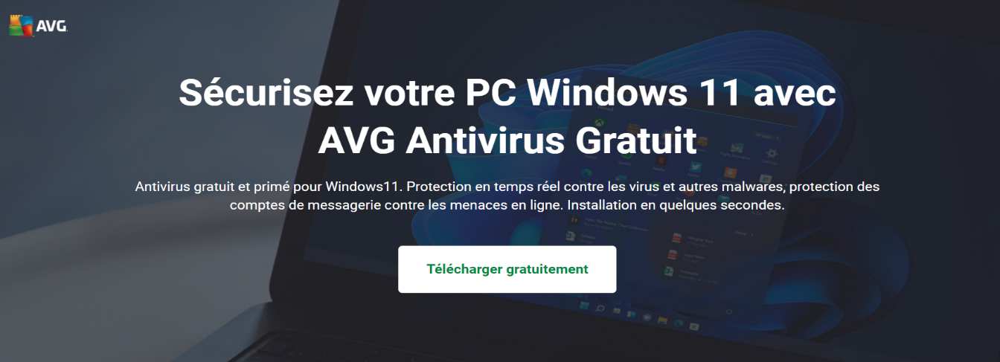 AVG
Sécurisez votre PC Windows 11 avec
AVG Antivirus Gratuit
Antivirus gratuit et primé pour Windows11. Protection en temps réel contre les virus et autres malwares, protection des
comptes de messagerie contre les menaces en ligne. Installation en quelques secondes.
Télécharger gratuitement